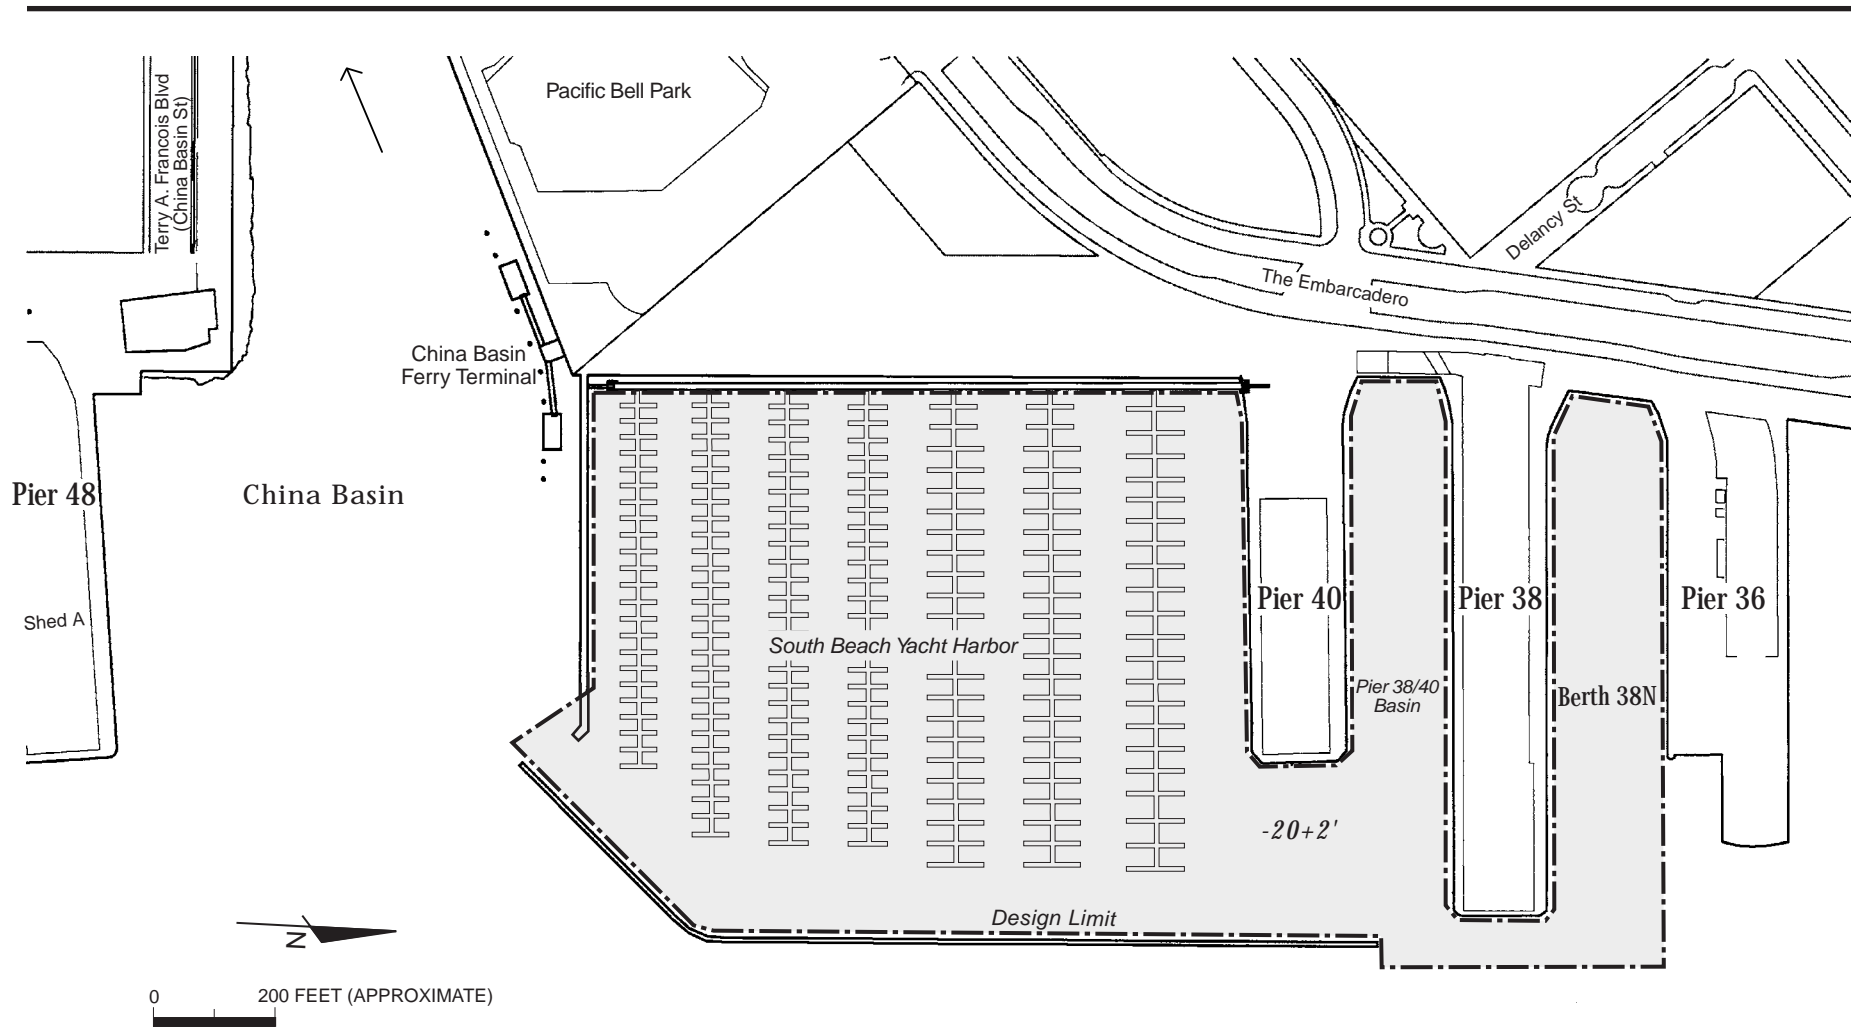 Terry A. Francois Blvd
(China Basin St)
Pacific Bell Park
Delancy St
The Embarcadero
China Basin
Ferry Terminal
Pier 48
China Basin
Shed A
Pier 40
Pier 38
Pier 36
South Beach Yacht Harbor
Pier 38/40
Basin
Berth 38N
-20+2'
Design Limit
N
0
200 FEET (APPROXIMATE)